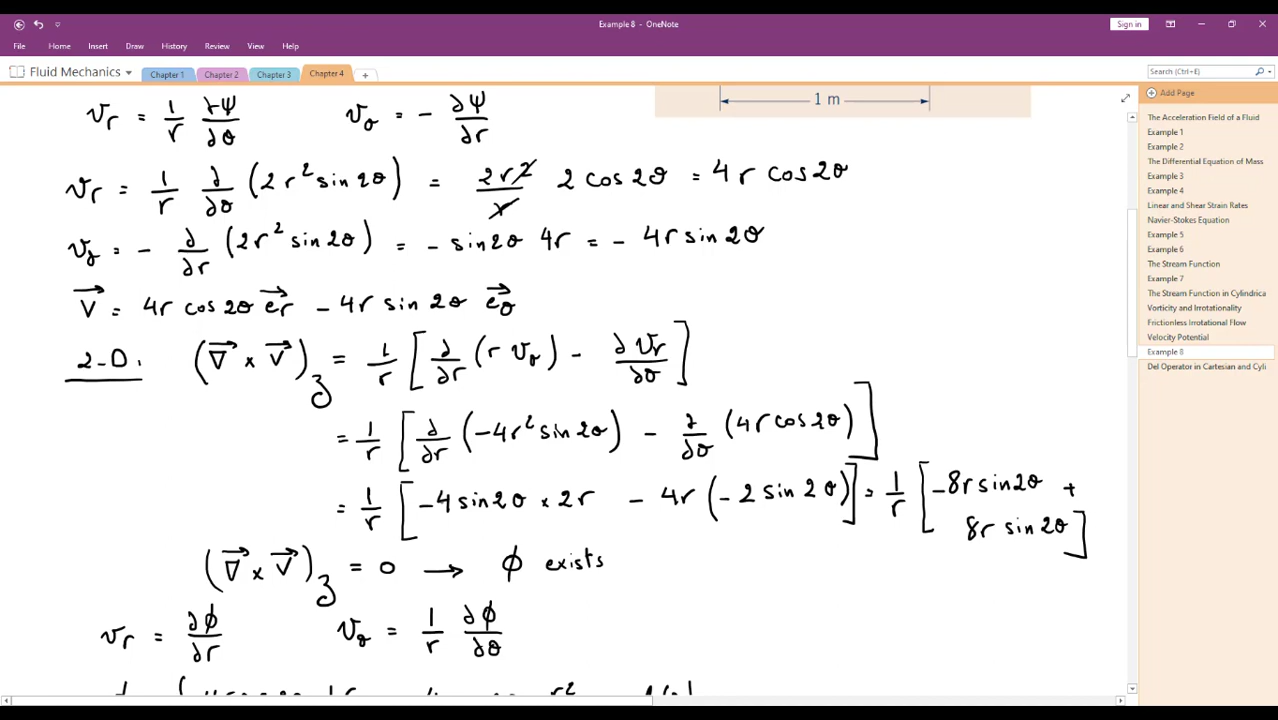 Example 8 - OneNote
Sign in
File Home Insert Draw History Review View Help
Fluid Mechanics
Chapter 1 Chapter 2 Chapter 3 Chapter 4 +
Search (Ctrl+E)
Add Page
The Acceleration Field of a Fluid
Example 1
Example 2
The Differential Equation of Mass
Example 3
Example 4
Linear and Shear Strain Rates
Navier-Stokes Equation
Example 5
Example 6
The Stream Function
Example 7
The Stream Function in Cylindrica
Vorticity and Irrotationality
Frictionless Irrotational Flow
Velocity Potential
Example 8
Del Operator in Cartesian and Cyli
1 m
v_r = 1/r ∂ψ/∂θ v_θ = - ∂ψ/∂r
v_r = 1/r ∂/∂θ (2r² sin 2θ) = 2r²/r 2 cos 2θ = 4r cos 2θ
v_θ = - ∂/∂r (2r² sin 2θ) = - sin 2θ 4r = - 4r sin 2θ
V⃗ = 4r cos 2θ e⃗r - 4r sin 2θ e⃗θ
2-D: (∇⃗ × V⃗)_z = 1/r [∂/∂r (r v_θ) - ∂v_r/∂θ]
= 1/r [∂/∂r (-4r² sin 2θ) - ∂/∂θ (4r cos 2θ)]
= 1/r [-4 sin 2θ × 2r - 4r (-2 sin 2θ)] = 1/r [-8r sin 2θ +
8r sin 2θ]
(∇⃗ × V⃗)_z = 0 → ϕ exists
v_r = ∂ϕ/∂r v_θ = 1/r ∂ϕ/∂θ